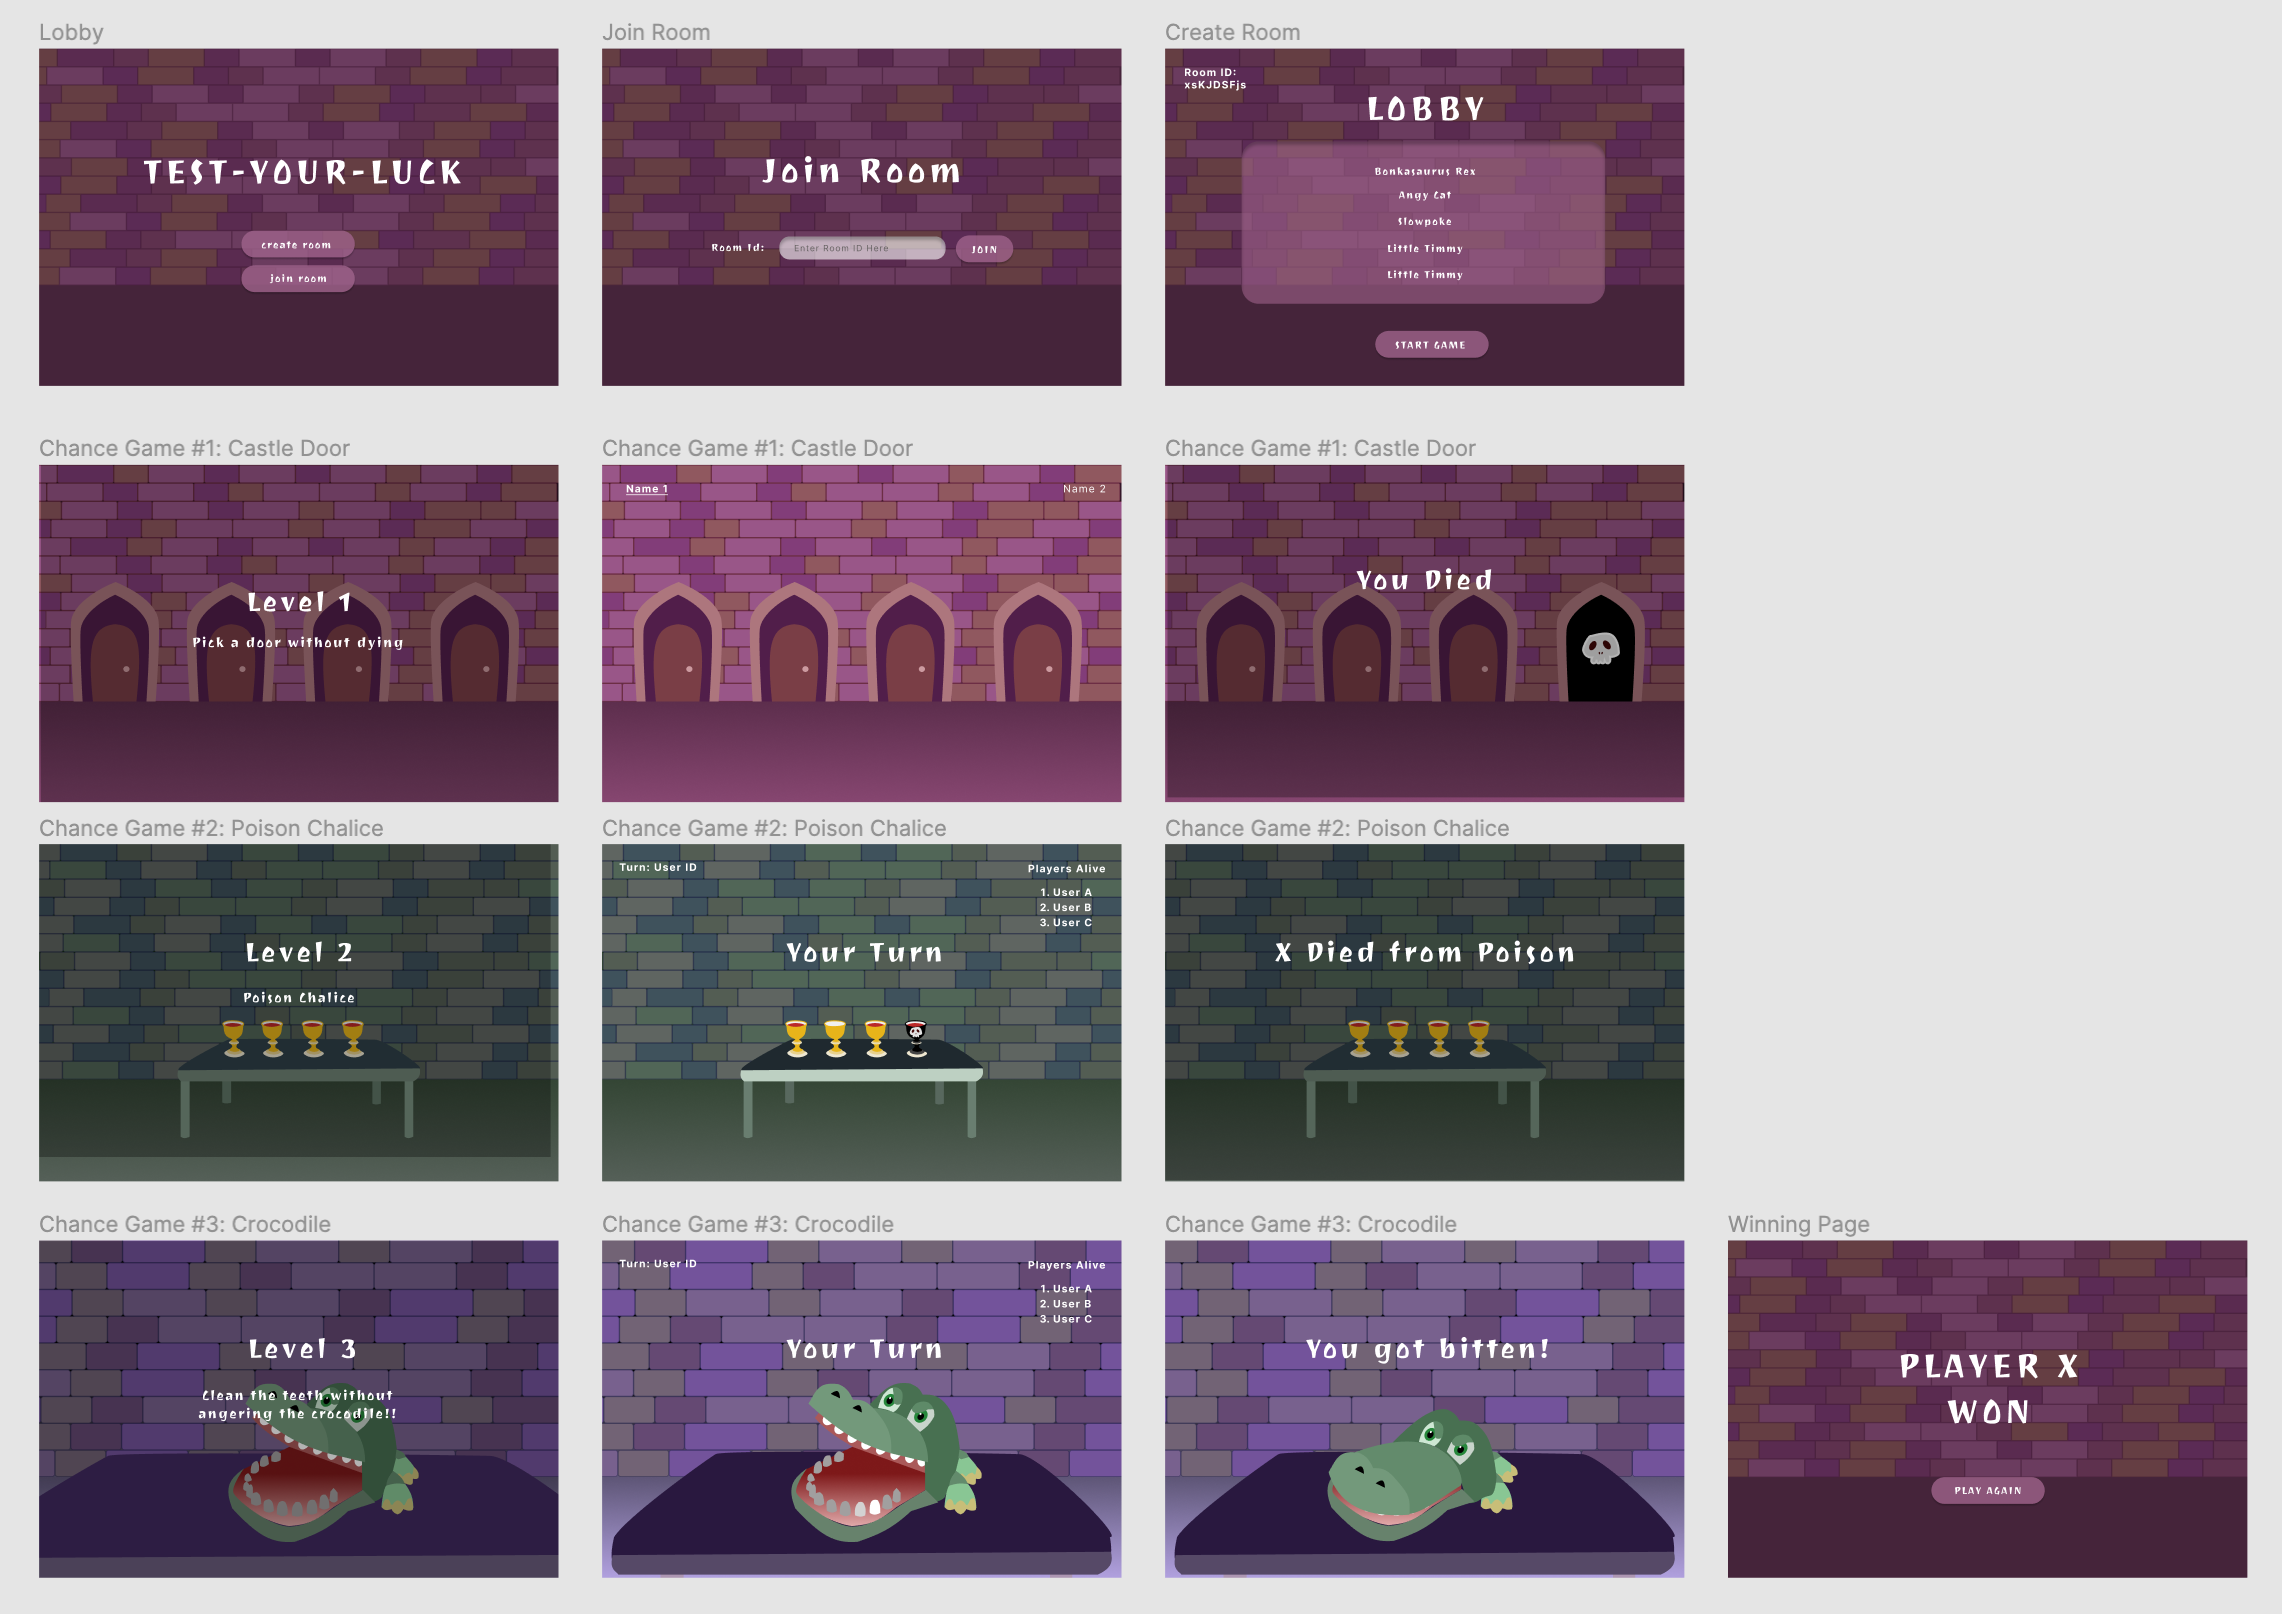 Lobby
TEST-YOUR-LUCK
create room
join room
Join Room
Join Room
Room Id:
Enter Room ID Here
JOIN
Create Room
Room ID:
xsKJDSFjs
LOBBY
Bonkasaurus Rex
Angy Cat
Slowpoke
Little Timmy
Little Timmy
START GAME
Chance Game #1: Castle Door
Level 1
Pick a door without dying
Chance Game #1: Castle Door
Name 1
Name 2
Chance Game #1: Castle Door
You Died
Chance Game #2: Poison Chalice
Level 2
Poison Chalice
Chance Game #2: Poison Chalice
Turn: User ID
Players Alive
1. User A
2. User B
3. User C
Your Turn
Chance Game #2: Poison Chalice
X Died from Poison
Chance Game #3: Crocodile
Level 3
Clean the teeth without
angering the crocodile!!
Chance Game #3: Crocodile
Turn: User ID
Players Alive
1. User A
2. User B
3. User C
Your Turn
Chance Game #3: Crocodile
You got bitten!
Winning Page
PLAYER X
WON
PLAY AGAIN